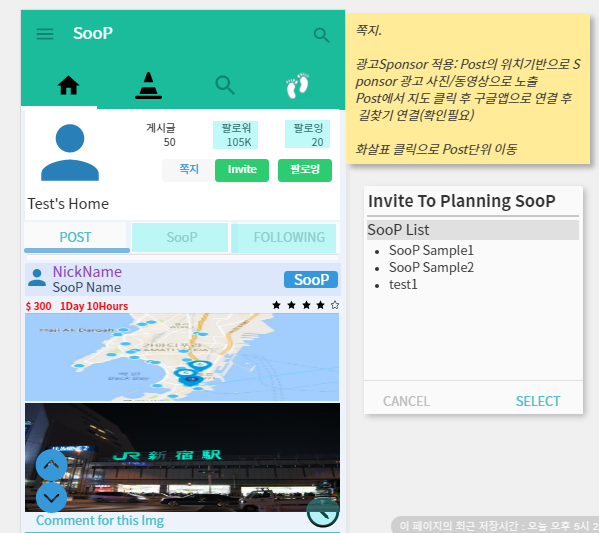 SooP
게시글
50
팔로워
105K
팔로잉
20
쪽지
Invite
팔로잉
Test's Home
POST
SooP
FOLLOWING
NickName
SooP Name
SooP
$ 300 1Day 10Hours
JR 新宿駅
Comment for this Img
쪽지.
광고Sponsor 적용: Post의 위치기반으로 S
ponsor 광고 사진/동영상으로 노출
Post에서 지도 클릭 후 구글앱으로 연결 후
길찾기 연결(확인필요)
화살표 클릭으로 Post단위 이동
Invite To Planning SooP
SooP List
SooP Sample1
SooP Sample2
test1
CANCEL
SELECT
이 페이지의 최근 저장시간 : 오늘 오후 5시 2